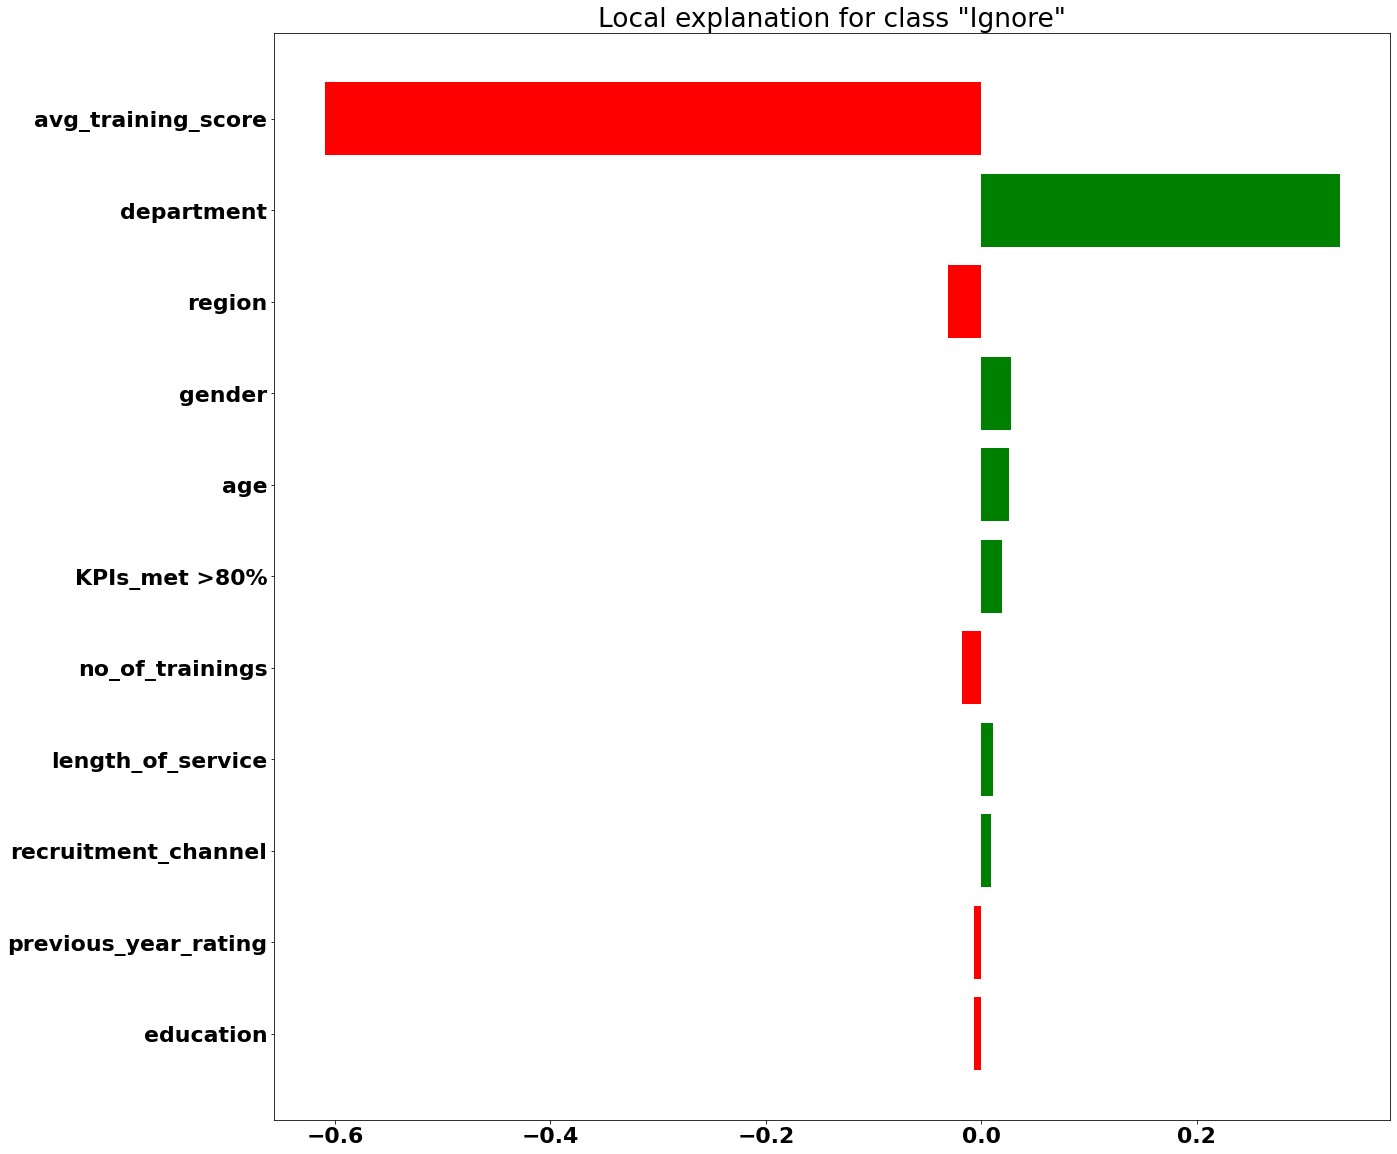 Local explanation for class "Ignore"
avg_training_score
department
region
gender
age
KPIs_met >80%
no_of_trainings
length_of_service
recruitment_channel
previous_year_rating
education
−0.6 −0.4 −0.2 0.0 0.2